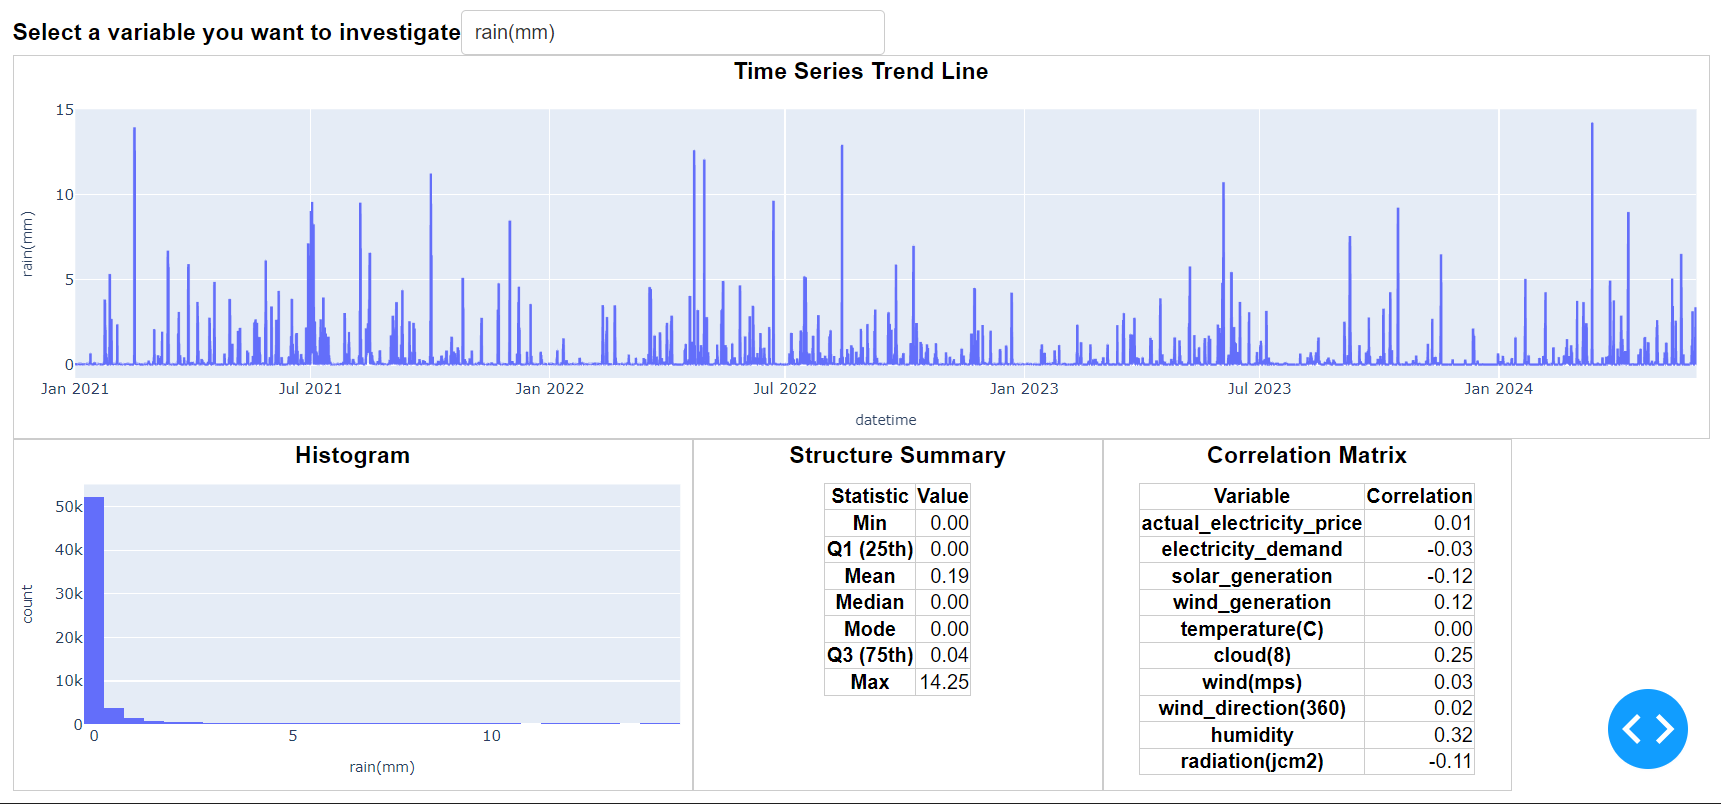 Select a variable you want to investigate rain(mm)
Time Series Trend Line
15
10
5
0
rain(mm)
Jan 2021 Jul 2021 Jan 2022 Jul 2022 Jan 2023 Jul 2023 Jan 2024
datetime
Histogram
50k
40k
30k
20k
10k
0
count
0 5 10
rain(mm)
Structure Summary
Statistic Value
Min 0.00
Q1 (25th) 0.00
Mean 0.19
Median 0.00
Mode 0.00
Q3 (75th) 0.04
Max 14.25
Correlation Matrix
Variable Correlation
actual_electricity_price 0.01
electricity_demand -0.03
solar_generation -0.12
wind_generation 0.12
temperature(C) 0.00
cloud(8) 0.25
wind(mps) 0.03
wind_direction(360) 0.02
humidity 0.32
radiation(jcm2) -0.11